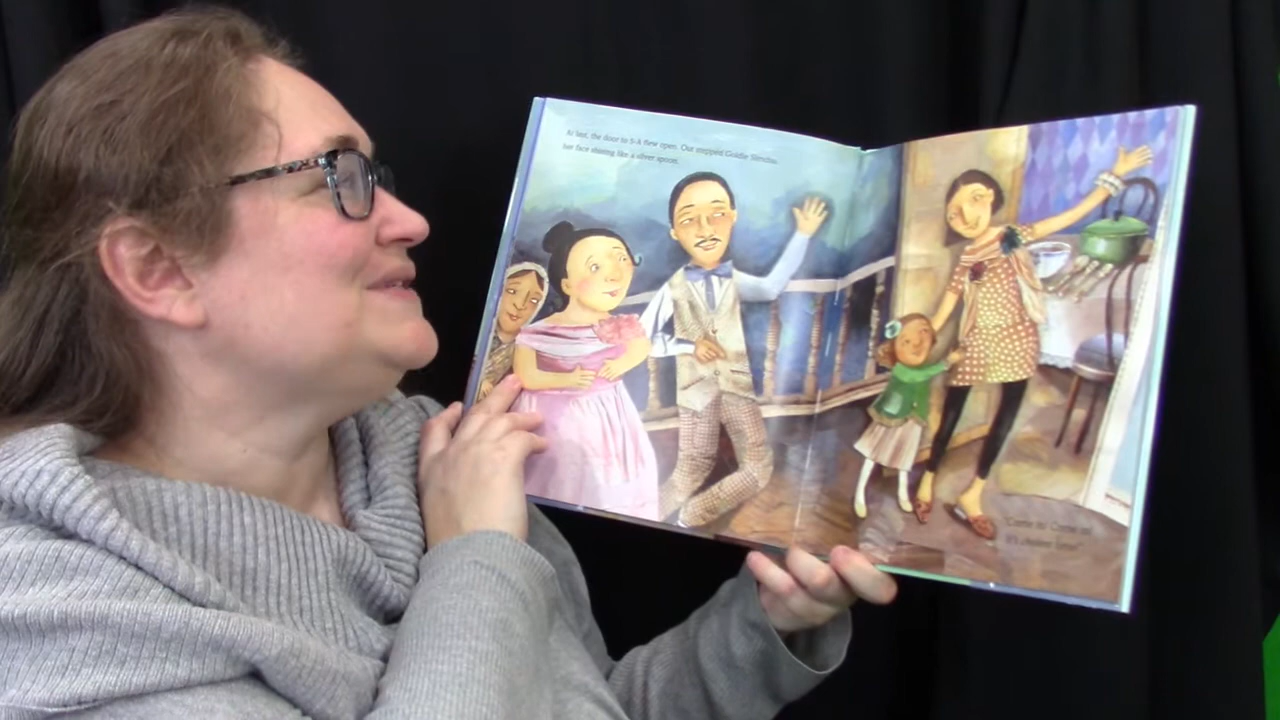 At last, the door to 5-A flew open. Out stepped Goldie Simcha,
her face shining like a silver spoon.
"Come in! Come in!
It's
time!"